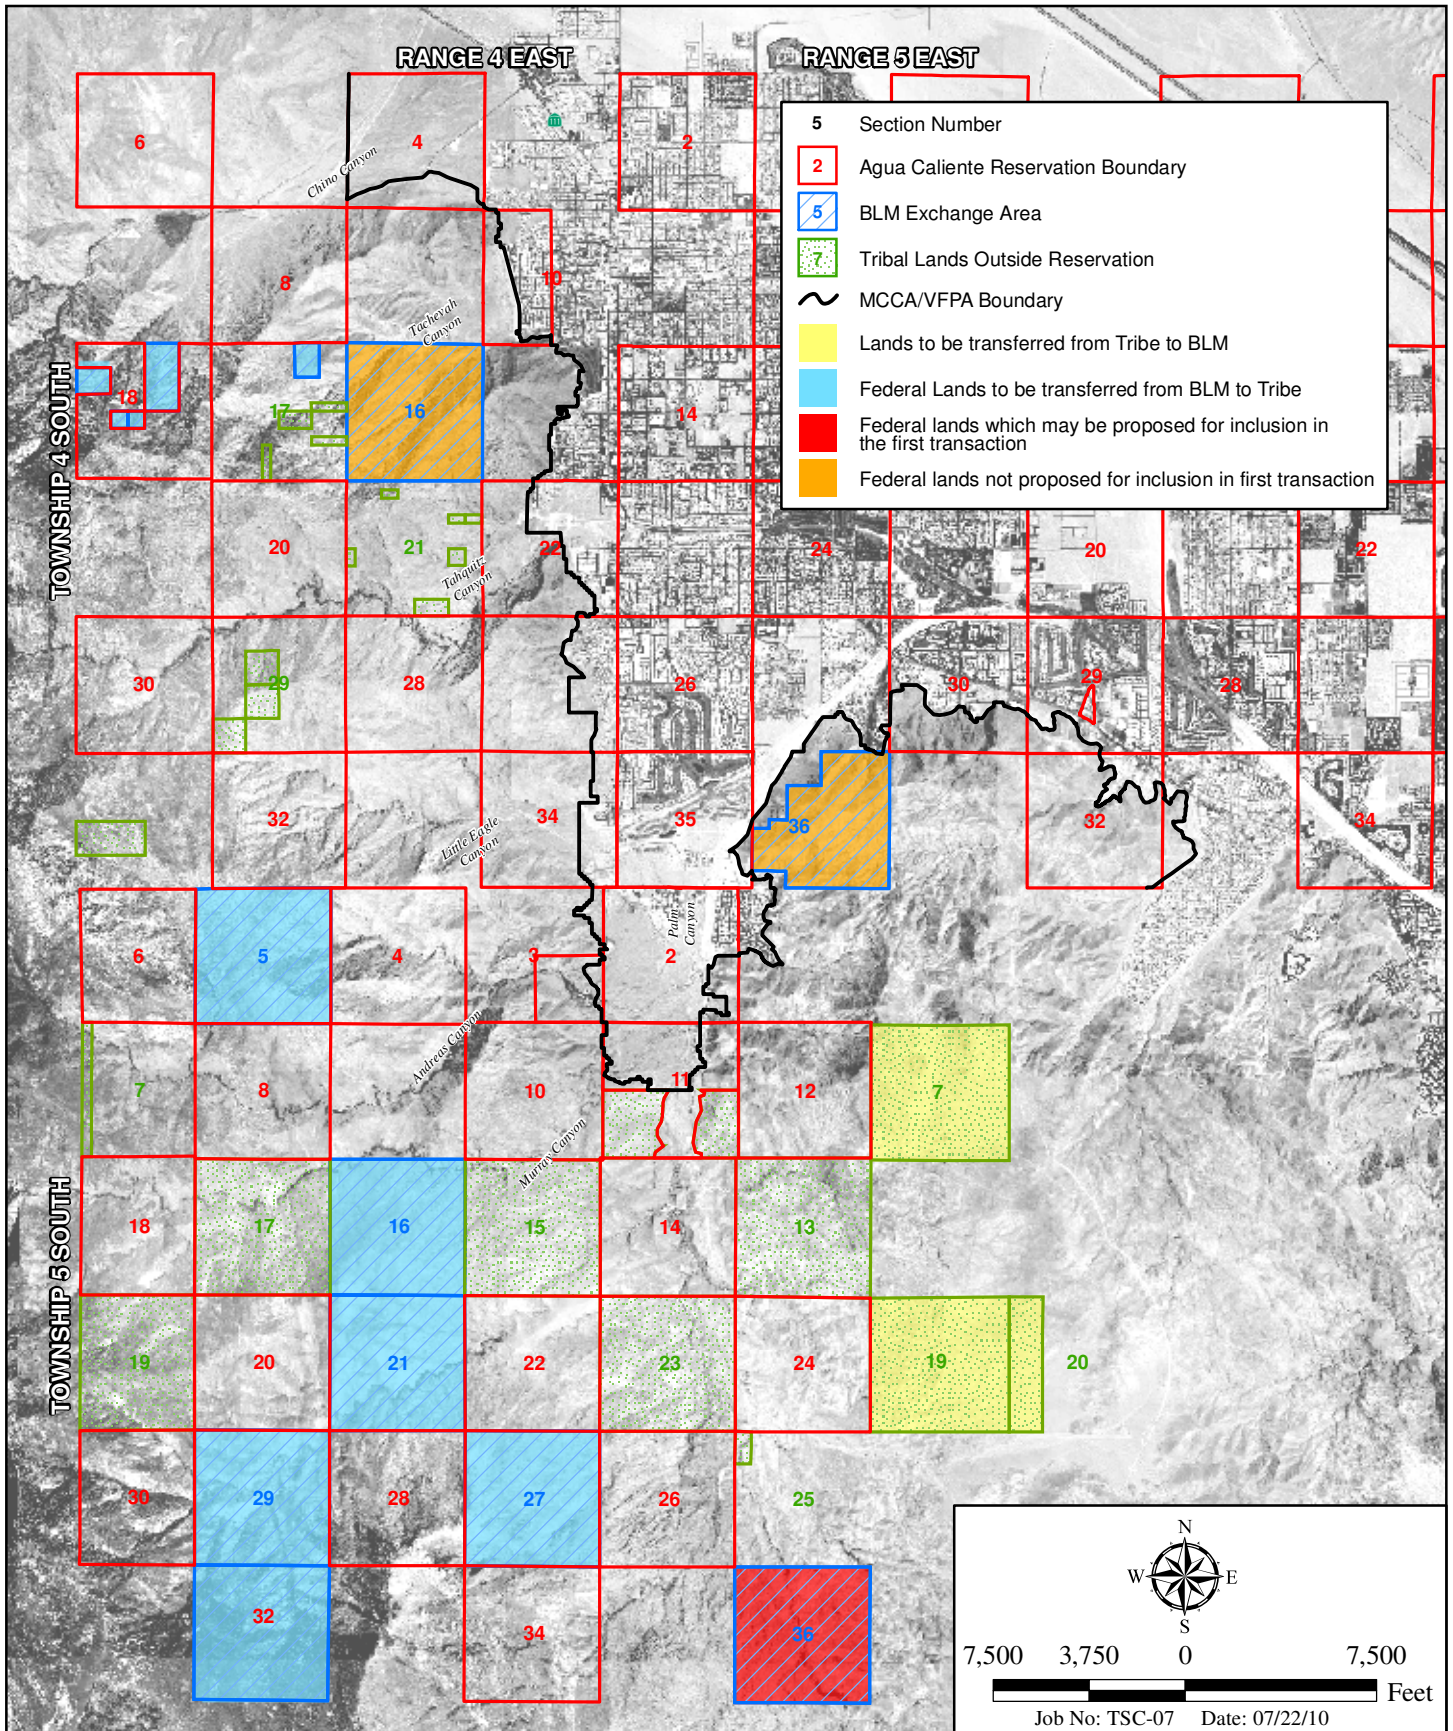 RANGE 4 EAST
RANGE 5 EAST
TOWNSHIP 4 SOUTH
TOWNSHIP 5 SOUTH
5 Section Number
2 Agua Caliente Reservation Boundary
5 BLM Exchange Area
7 Tribal Lands Outside Reservation
MCCA/VFPA Boundary
Lands to be transferred from Tribe to BLM
Federal Lands to be transferred from BLM to Tribe
Federal lands which may be proposed for inclusion in
the first transaction
Federal lands not proposed for inclusion in first transaction
6 4 2
Chino Canyon
8 10
Tachevah
Canyon
18 17 16 14
20 21 22 24 20 22
Tahquitz
Canyon
30 29 28 26 30 29 28
32 34 35 36 32 34
Little Eagle
Canyon
6 5 4 3 2
Palm
Canyon
Andreas Canyon
7 8 10 11 12 7
Murray Canyon
18 17 16 15 14 13
19 20 21 22 23 24 19 20
30 29 28 27 26 25
32 34 36
N
W E
S
7,500 3,750 0 7,500
Feet
Job No: TSC-07 Date: 07/22/10